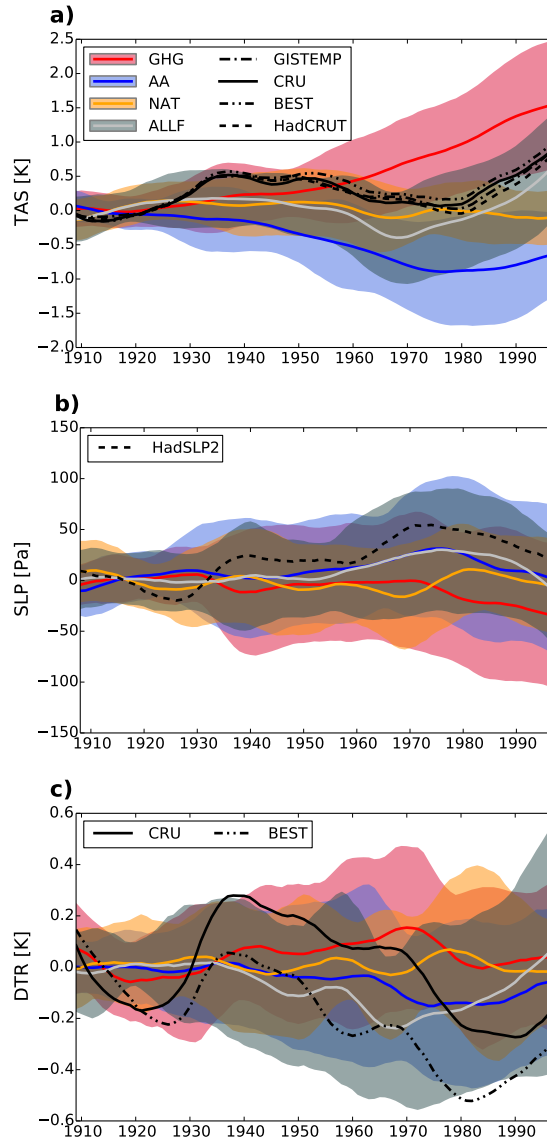 a)
2.5
2.0
1.5
1.0
0.5
0.0
−0.5
−1.0
−1.5
−2.0
TAS [K]
GHG GISTEMP
AA CRU
NAT BEST
ALLF HadCRUT
1910 1920 1930 1940 1950 1960 1970 1980 1990
b)
150
100
50
0
−50
−100
−150
SLP [Pa]
HadSLP2
1910 1920 1930 1940 1950 1960 1970 1980 1990
c)
0.6
0.4
0.2
0.0
−0.2
−0.4
−0.6
DTR [K]
CRU BEST
1910 1920 1930 1940 1950 1960 1970 1980 1990